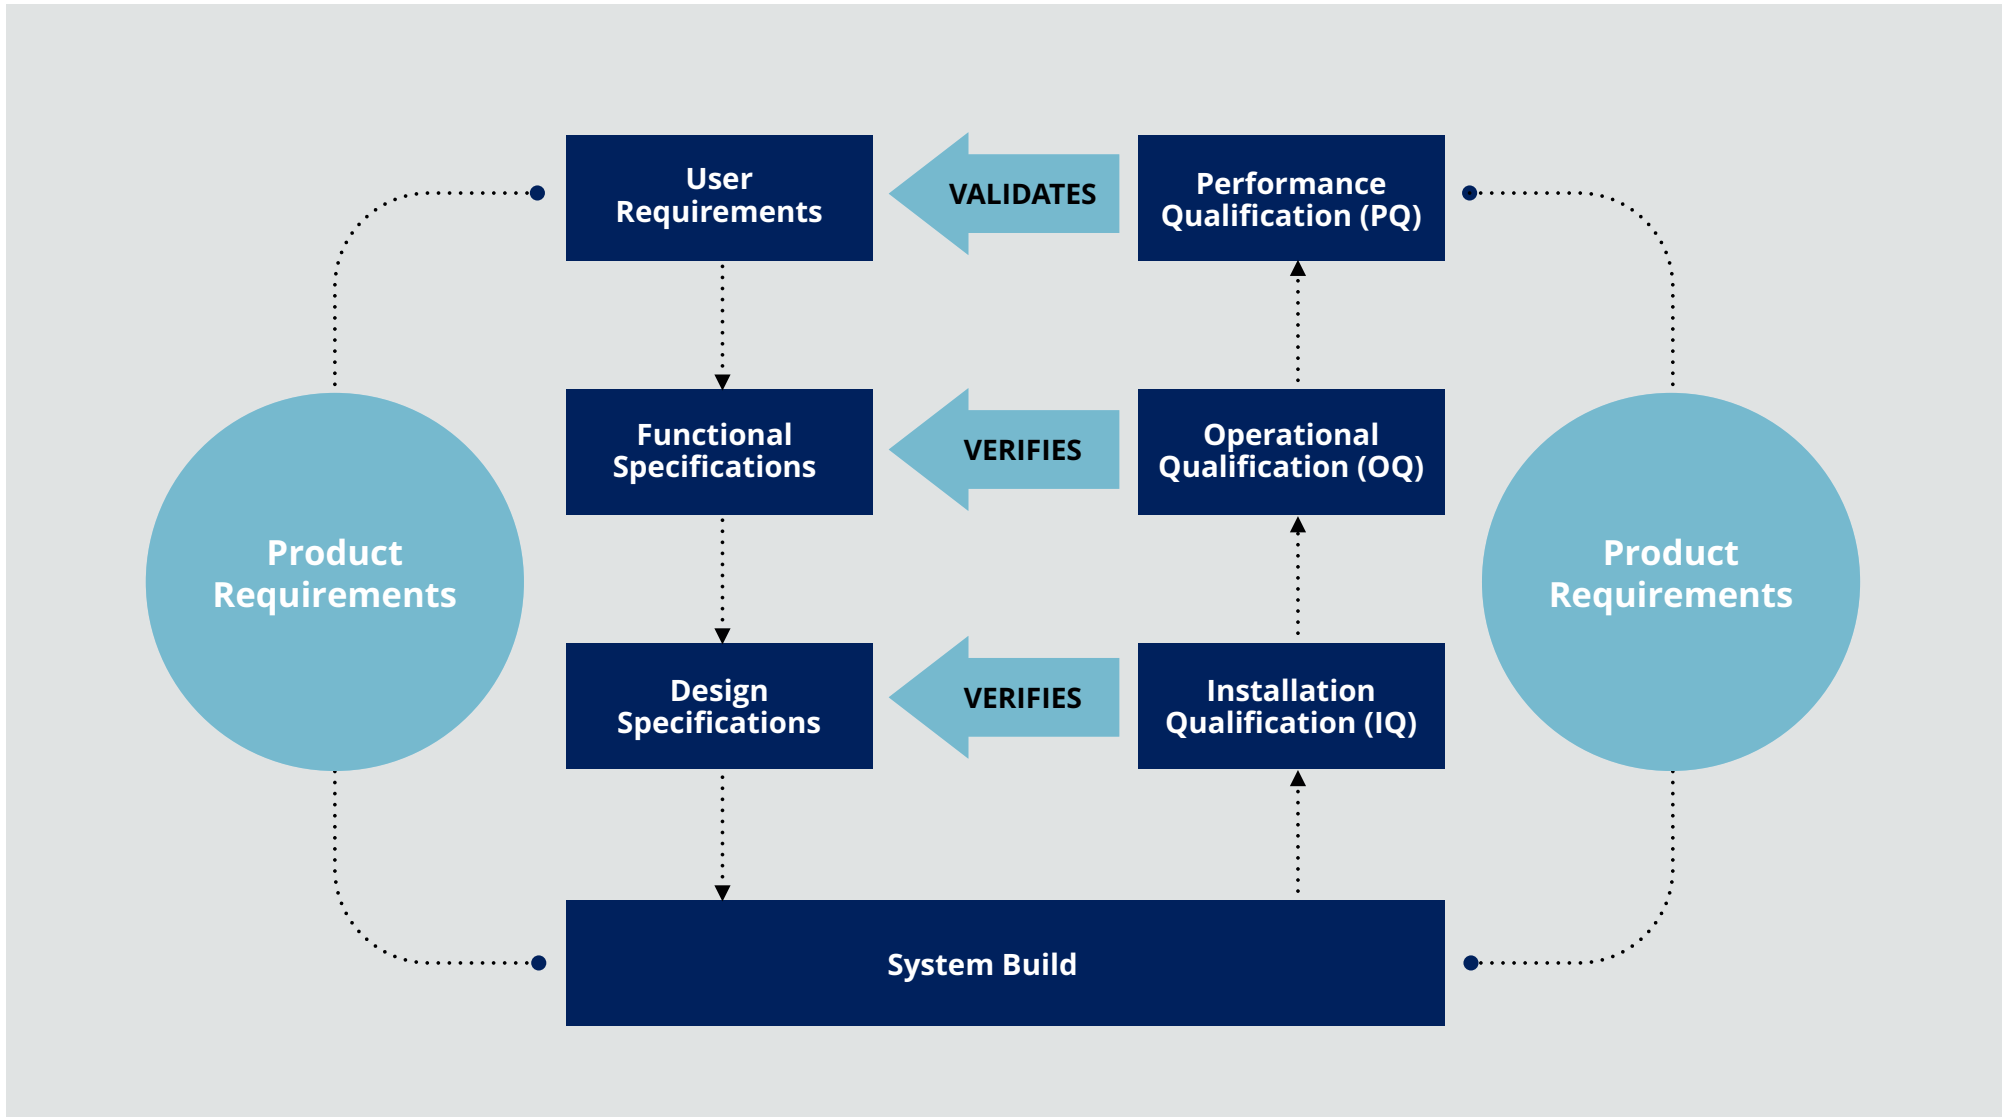 User
Requirements
VALIDATES
Performance
Qualification (PQ)
Functional
Specifications
VERIFIES
Operational
Qualification (OQ)
Product
Requirements
Product
Requirements
Design
Specifications
VERIFIES
Installation
Qualification (IQ)
System Build